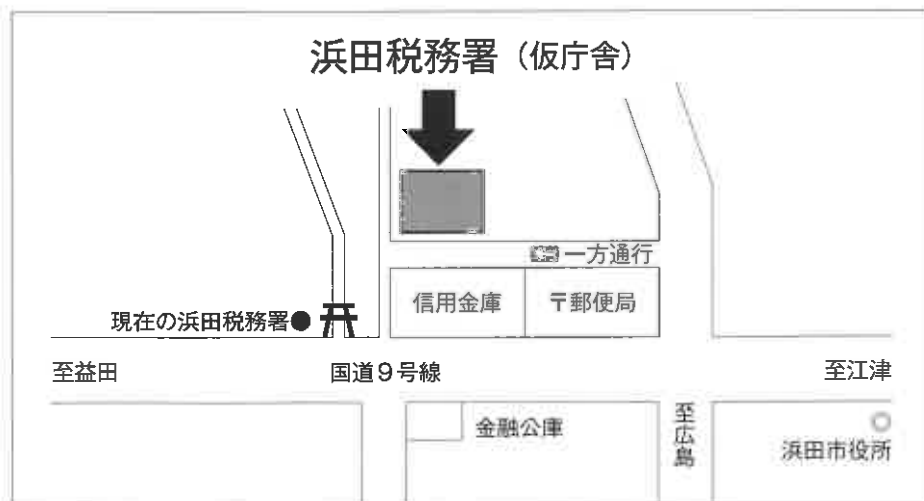 浜田税務署（仮庁舎）
一方通行
信用金庫
〒郵便局
現在の浜田税務署●
至益田
国道9号線
至江津
金融公庫
至広島
浜田市役所